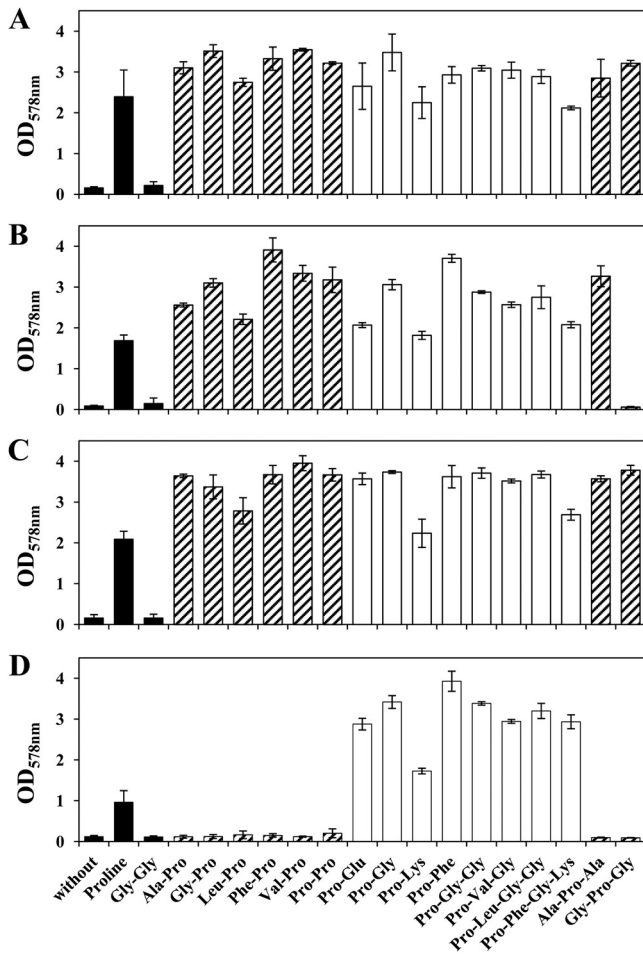 A
4
3
2
1
0
OD578nm
B
4
3
2
1
0
OD578nm
C
4
3
2
1
0
OD578nm
D
4
3
2
1
0
OD578nm
without
Proline
Gly-Gly
Ala-Pro
Gly-Pro
Leu-Pro
Phe-Pro
Val-Pro
Pro-Pro
Pro-Glu
Pro-Gly
Pro-Lys
Pro-Phe
Pro-Gly-Gly
Pro-Val-Gly
Pro-Leu-Gly-Gly
Pro-Phe-Gly-Lys
Ala-Pro-Ala
Gly-Pro-Gly